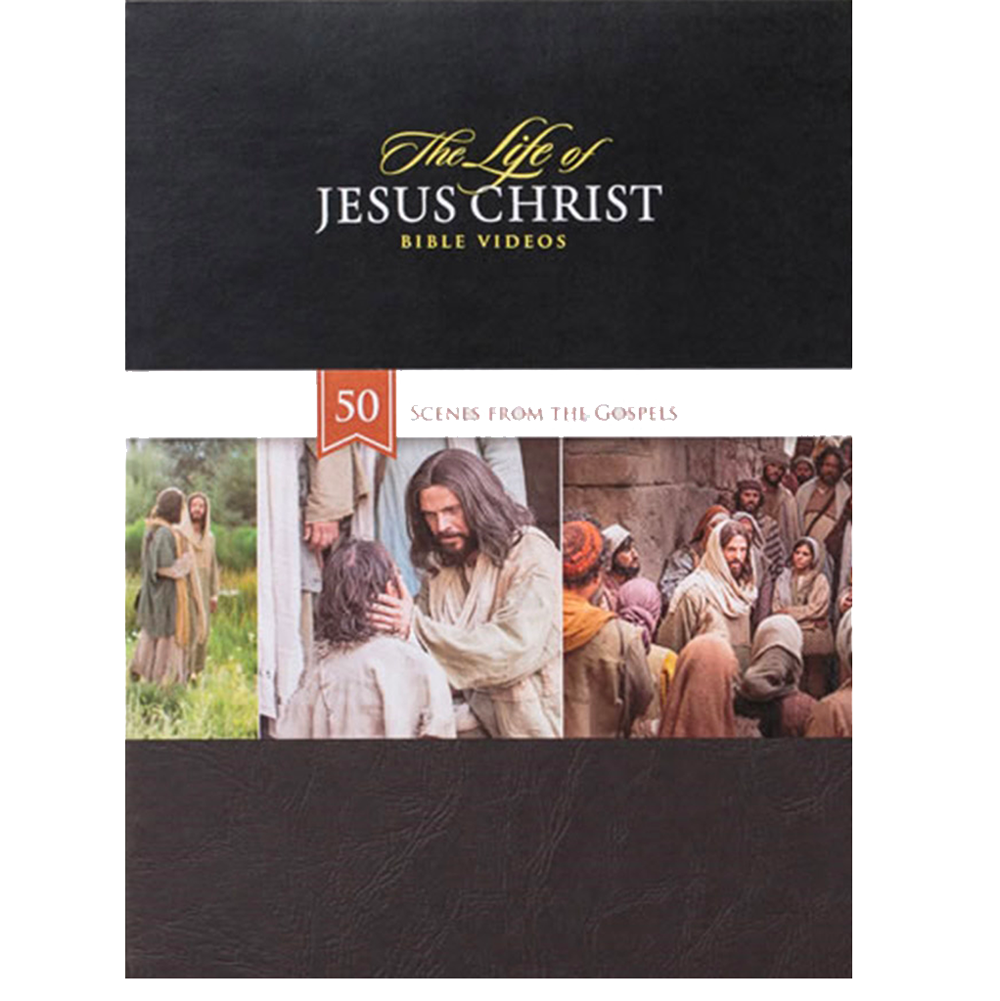 The Life of
JESUS CHRIST
BIBLE VIDEOS
50
SCENES FROM THE GOSPELS